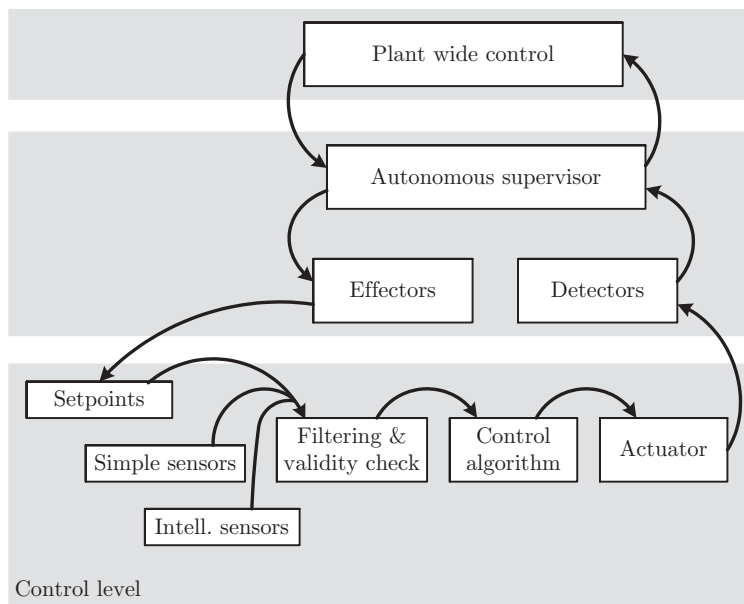 Plant wide control
Autonomous supervisor
Effectors
Detectors
Setpoints
Simple sensors
Intell. sensors
Filtering &
validity check
Control
algorithm
Actuator
Control level